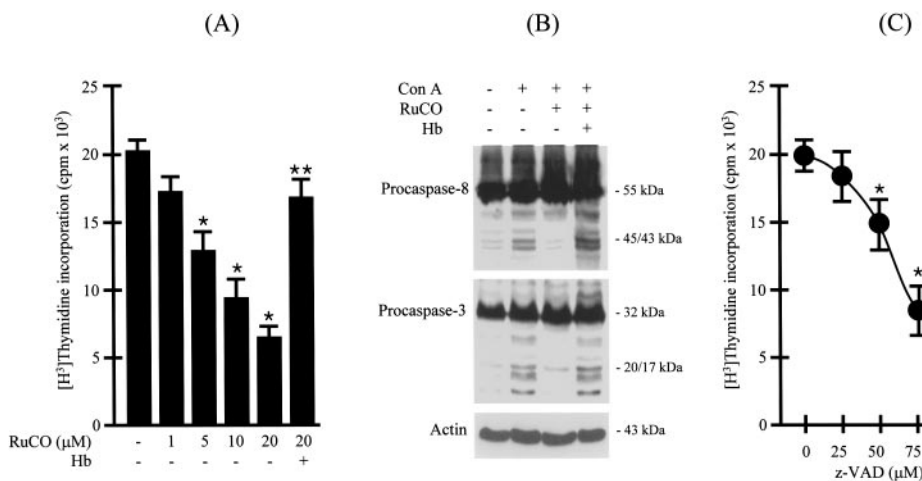 (A)
(B)
(C)
[H³]Thymidine incorporation (cpm x 10³)
25
20
15
10
5
0
*
*
*
**
RuCO (µM) - 1 5 10 20 20
Hb - - - - - +
Con A - + + +
RuCO - - + +
Hb - - - +
Procaspase-8
- 55 kDa
- 45/43 kDa
Procaspase-3
- 32 kDa
- 20/17 kDa
Actin
- 43 kDa
[H³]Thymidine incorporation (cpm x 10³)
25
20
15
10
5
0
*
*
0 25 50 75
z-VAD (µM)